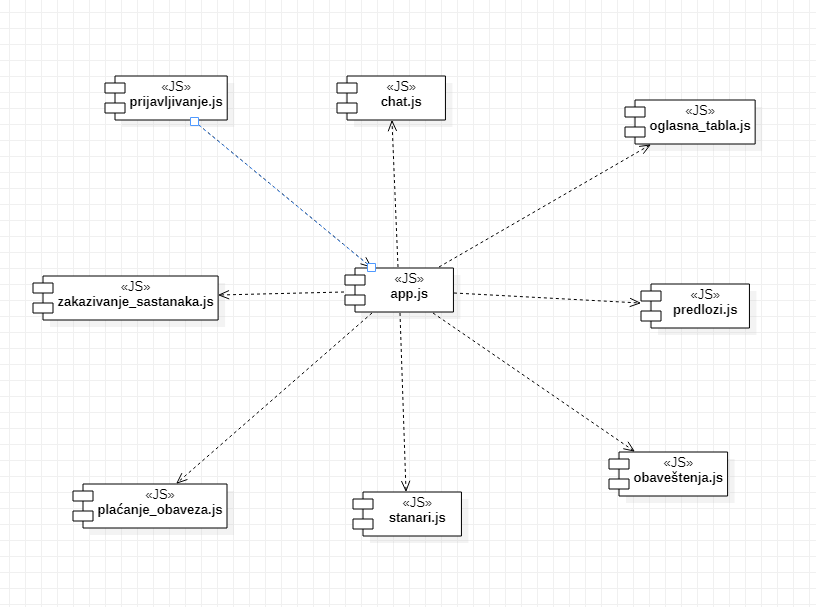 «JS»
prijavljivanje.js
«JS»
chat.js
«JS»
oglasna_tabla.js
«JS»
zakazivanje_sastanaka.js
«JS»
app.js
«JS»
predlozi.js
«JS»
plaćanje_obaveza.js
«JS»
stanari.js
«JS»
obaveštenja.js